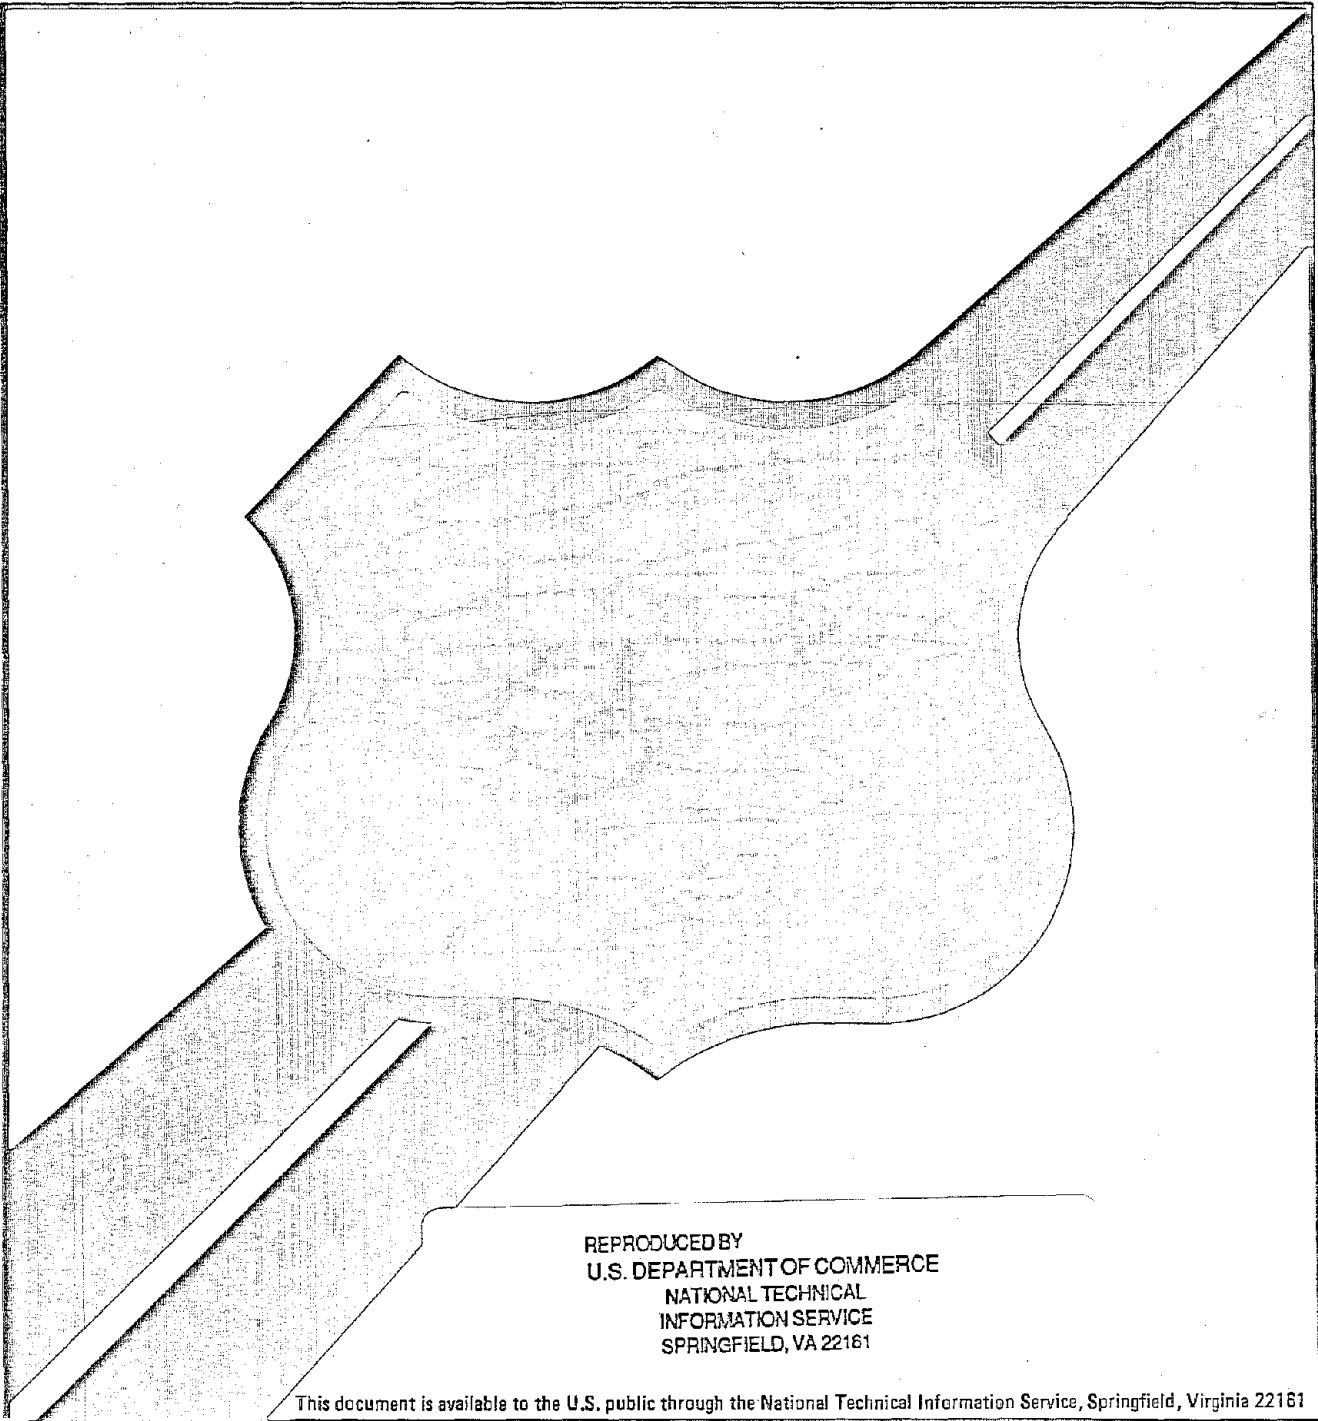 REPRODUCED BY
U.S. DEPARTMENT OF COMMERCE
NATIONAL TECHNICAL
INFORMATION SERVICE
SPRINGFIELD, VA 22161
This document is available to the U.S. public through the National Technical Information Service, Springfield, Virginia 22161